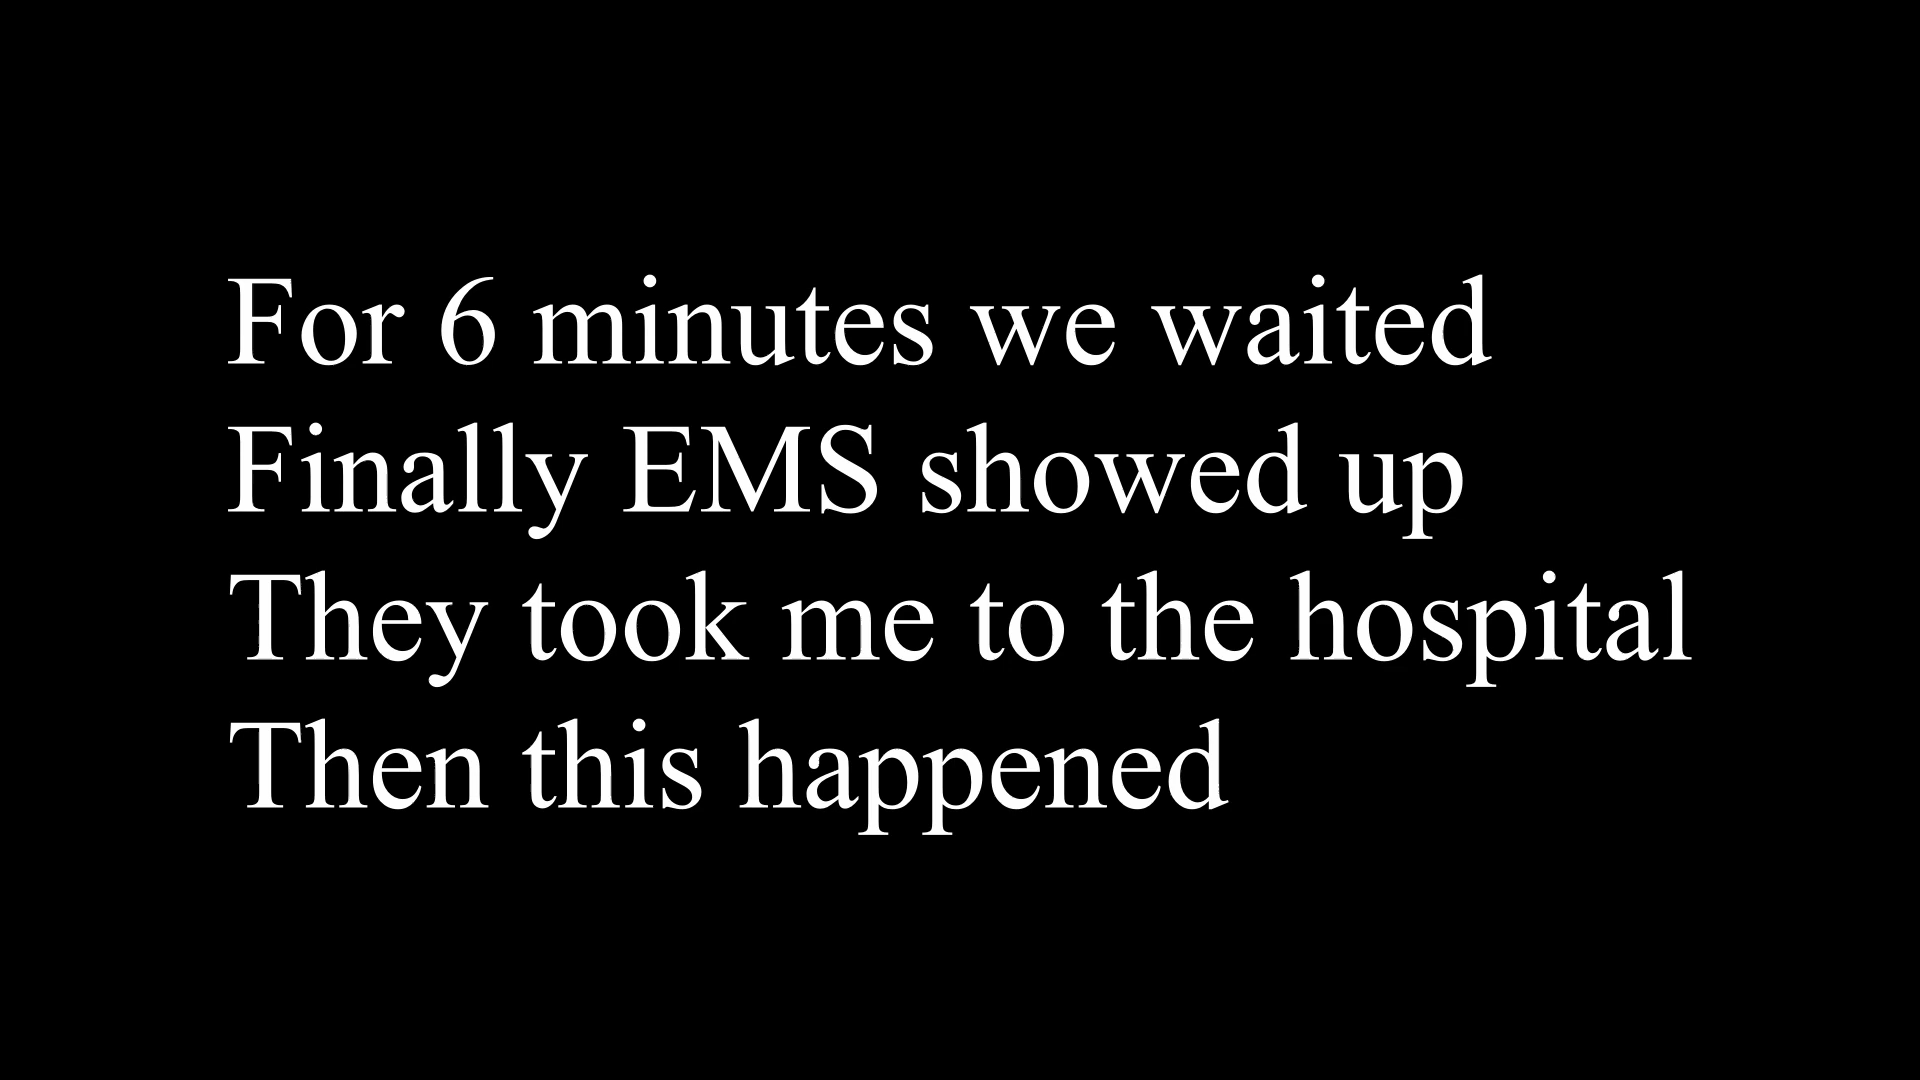 For 6 minutes we waited
Finally EMS showed up
They took me to the hospital
Then this happened